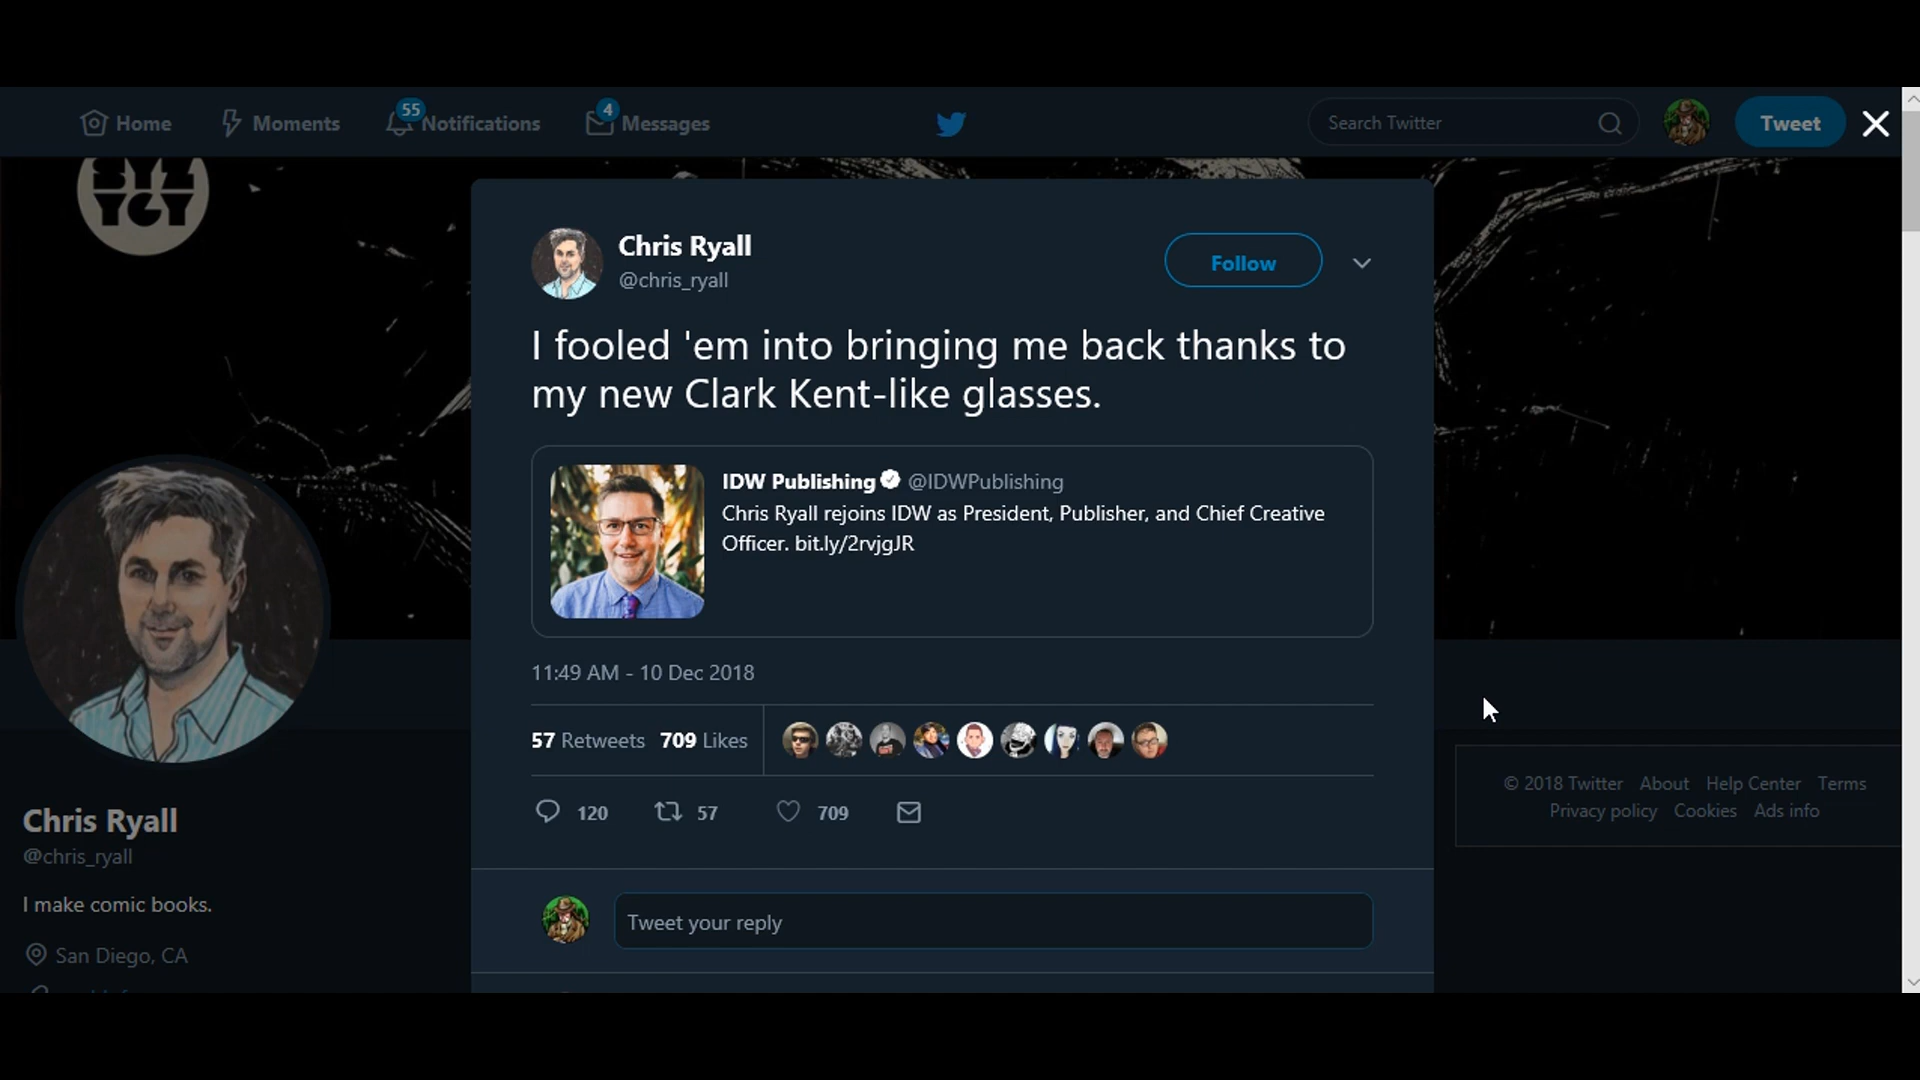 Home
Moments
55
Notifications
4
Messages
Search Twitter
Tweet
Chris Ryall
@chris_ryall
Follow
I fooled 'em into bringing me back thanks to
my new Clark Kent-like glasses.
IDW Publishing @IDWPublishing
Chris Ryall rejoins IDW as President, Publisher, and Chief Creative
Officer. bit.ly/2rvjgJR
11:49 AM - 10 Dec 2018
57 Retweets 709 Likes
120 57 709
Tweet your reply
Chris Ryall
@chris_ryall
I make comic books.
San Diego, CA
© 2018 Twitter About Help Center Terms
Privacy policy Cookies Ads info